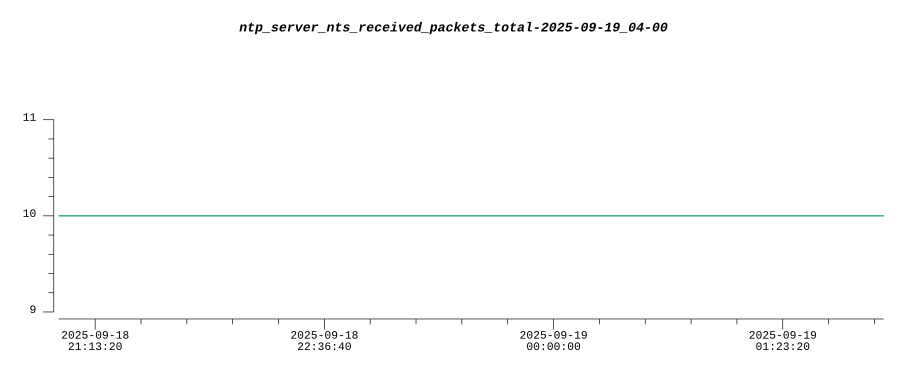 ntp_server_nts_received_packets_total-2025-09-19_04-00
11
10
9
2025-09-18 2025-09-18 2025-09-19 2025-09-19
21:13:20 22:36:40 00:00:00 01:23:20